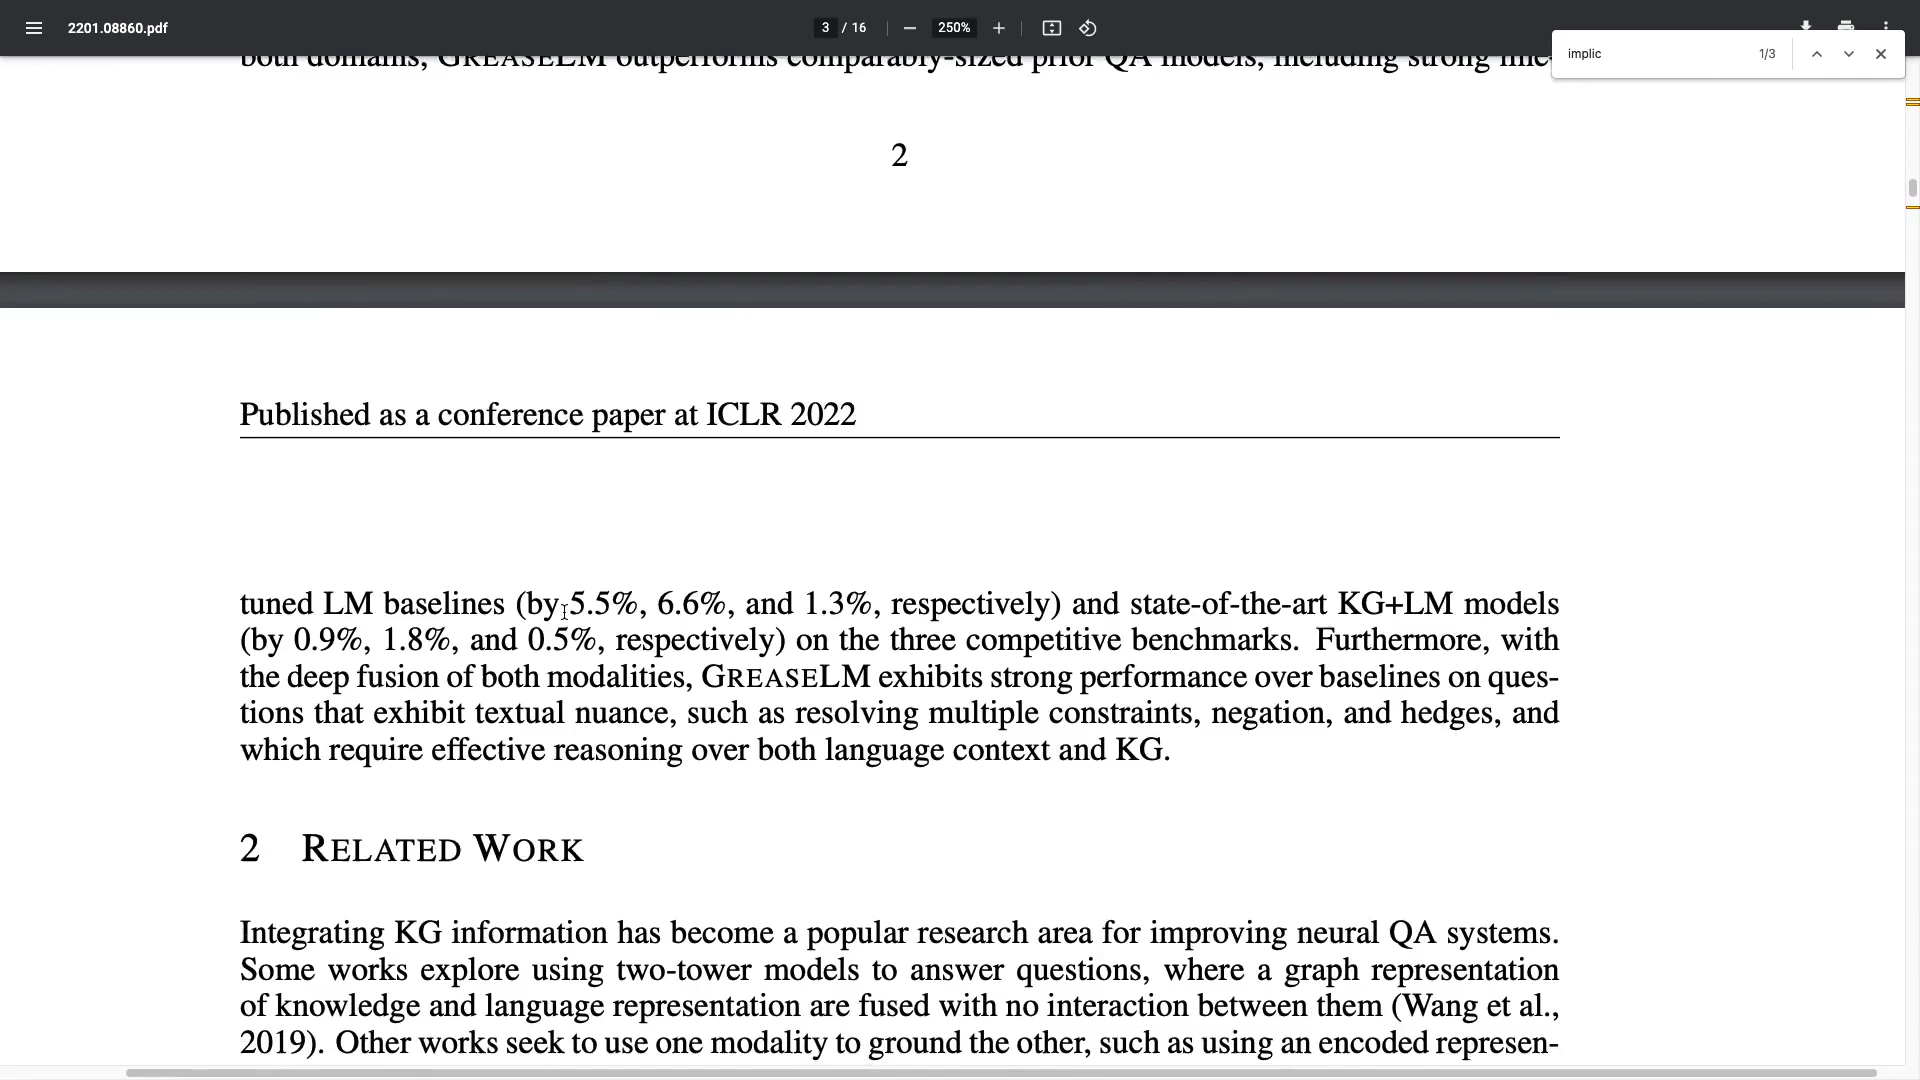 2201.08860.pdf
3 / 16
250%
implic
1/3
both domains, GREASELM outperforms comparably-sized prior QA models, including strong fine-
2
Published as a conference paper at ICLR 2022
tuned LM baselines (by 5.5%, 6.6%, and 1.3%, respectively) and state-of-the-art KG+LM models
(by 0.9%, 1.8%, and 0.5%, respectively) on the three competitive benchmarks. Furthermore, with
the deep fusion of both modalities, GREASELM exhibits strong performance over baselines on ques-
tions that exhibit textual nuance, such as resolving multiple constraints, negation, and hedges, and
which require effective reasoning over both language context and KG.
2 RELATED WORK
Integrating KG information has become a popular research area for improving neural QA systems.
Some works explore using two-tower models to answer questions, where a graph representation
of knowledge and language representation are fused with no interaction between them (Wang et al.,
2019). Other works seek to use one modality to ground the other, such as using an encoded represen-